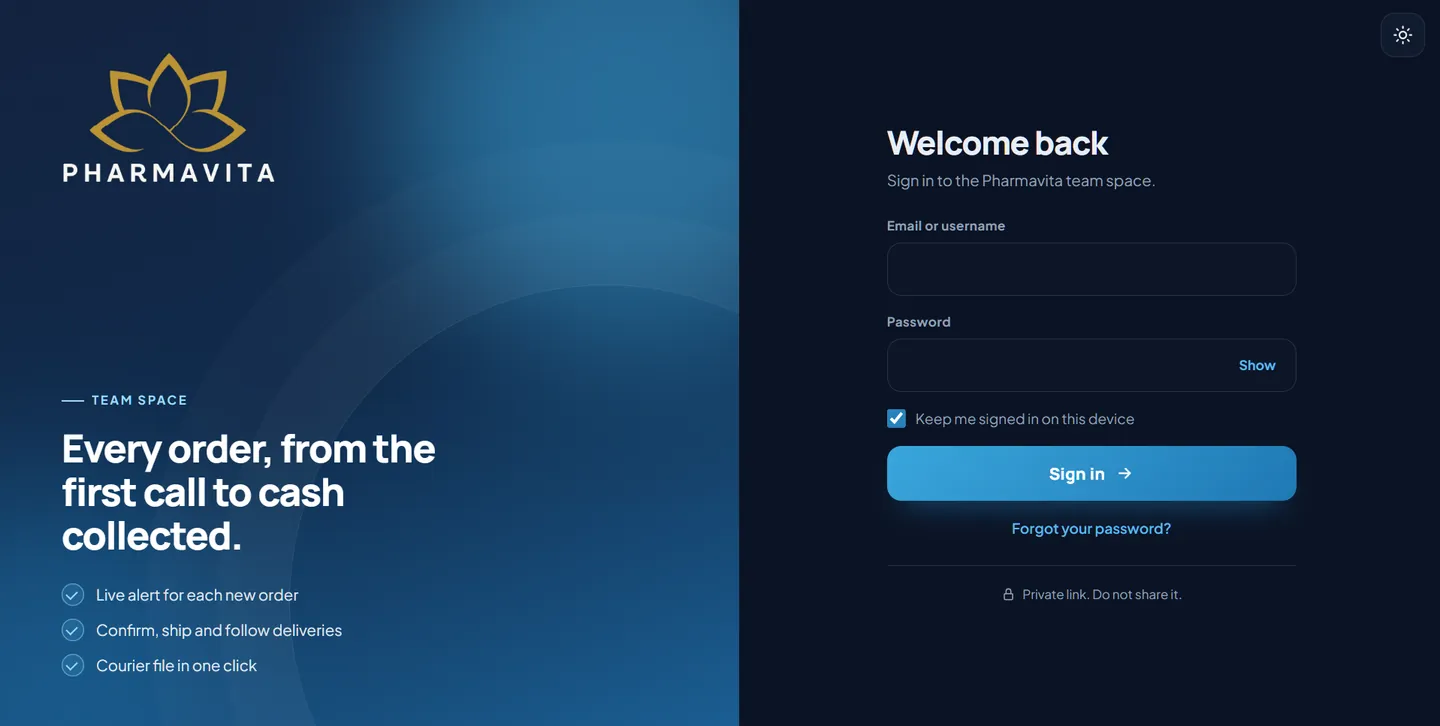 PHARMAVITA
TEAM SPACE
Every order, from the
first call to cash
collected.
Live alert for each new order
Confirm, ship and follow deliveries
Courier file in one click
Welcome back
Sign in to the Pharmavita team space.
Email or username
Password
Show
Keep me signed in on this device
Sign in →
Forgot your password?
Private link. Do not share it.